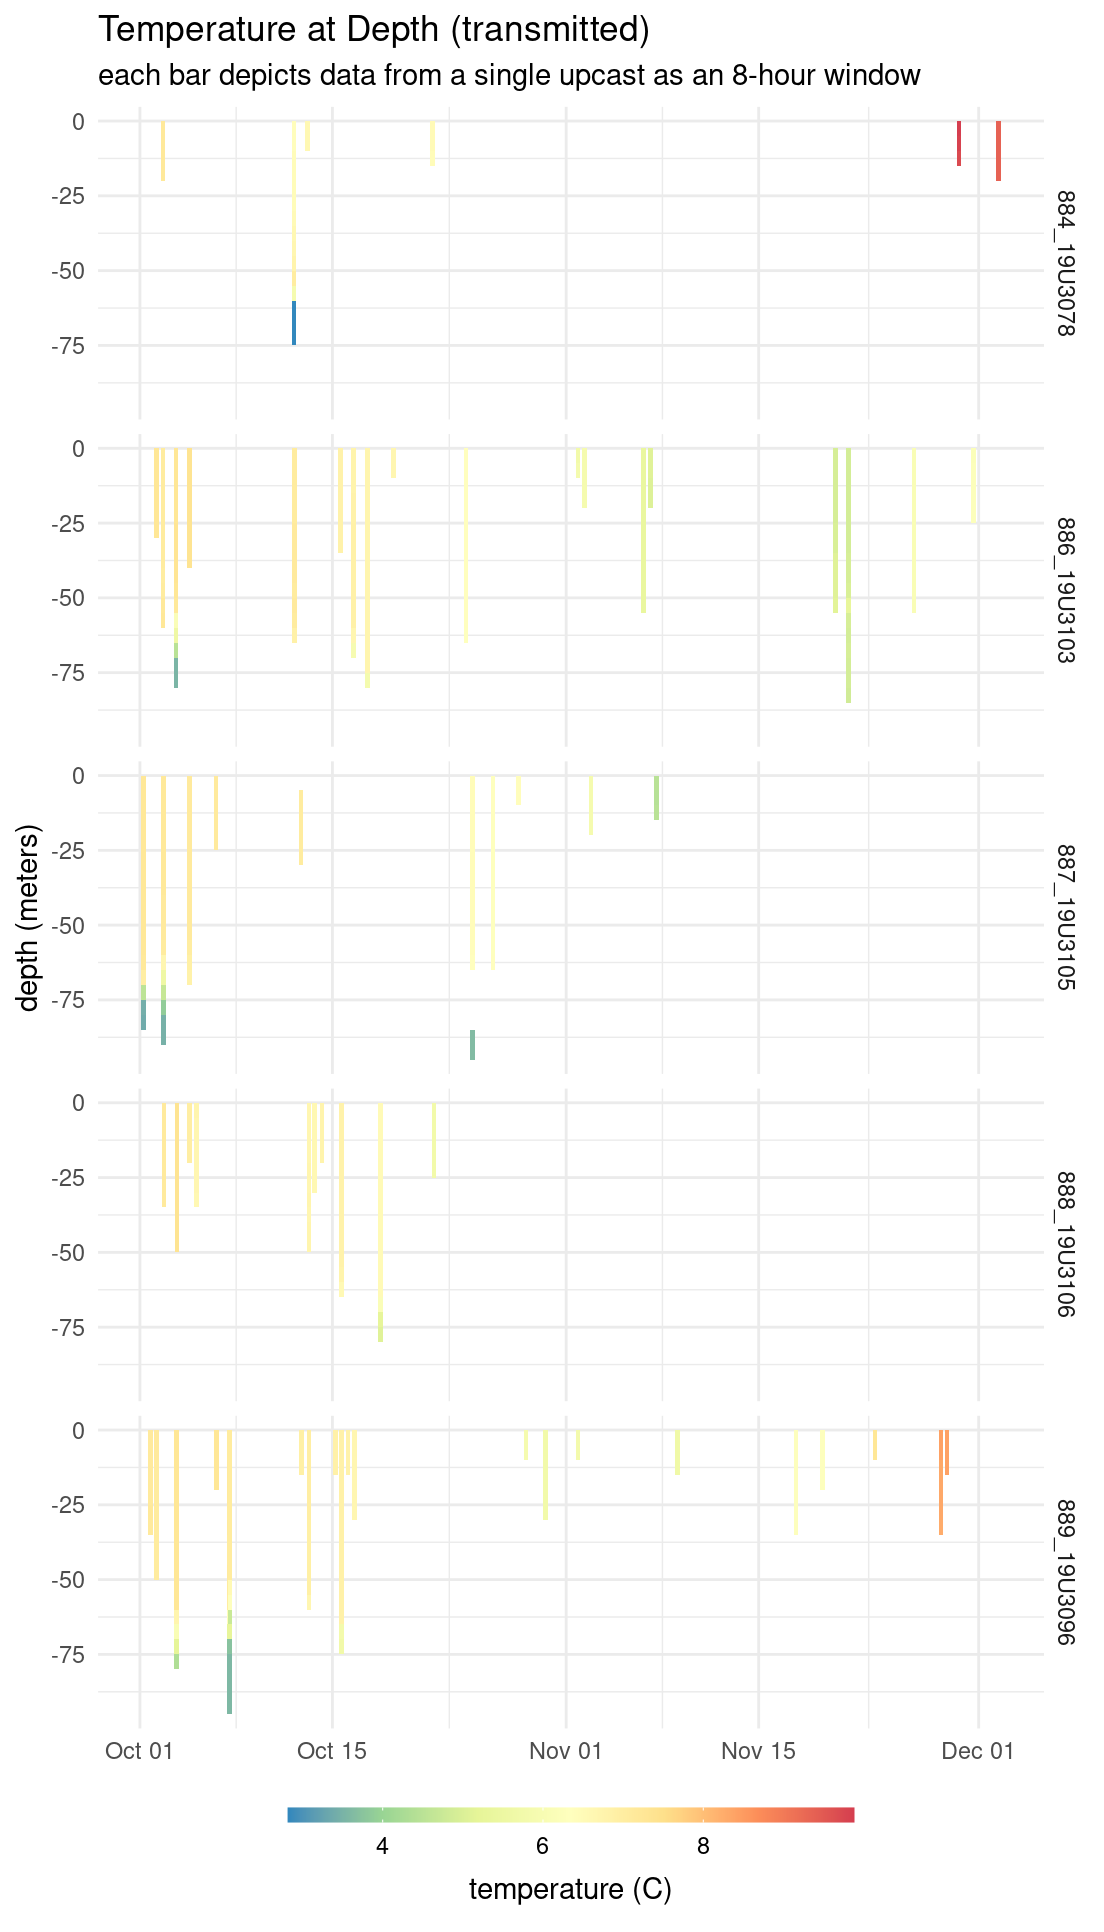 Temperature at Depth (transmitted)
each bar depicts data from a single upcast as an 8-hour window
0
-25
-50
-75
884_19U3078
0
-25
-50
-75
886_19U3103
0
-25
-50
-75
887_19U3105
depth (meters)
0
-25
-50
-75
888_19U3106
0
-25
-50
-75
889_19U3096
Oct 01
Oct 15
Nov 01
Nov 15
Dec 01
4
6
8
temperature (C)